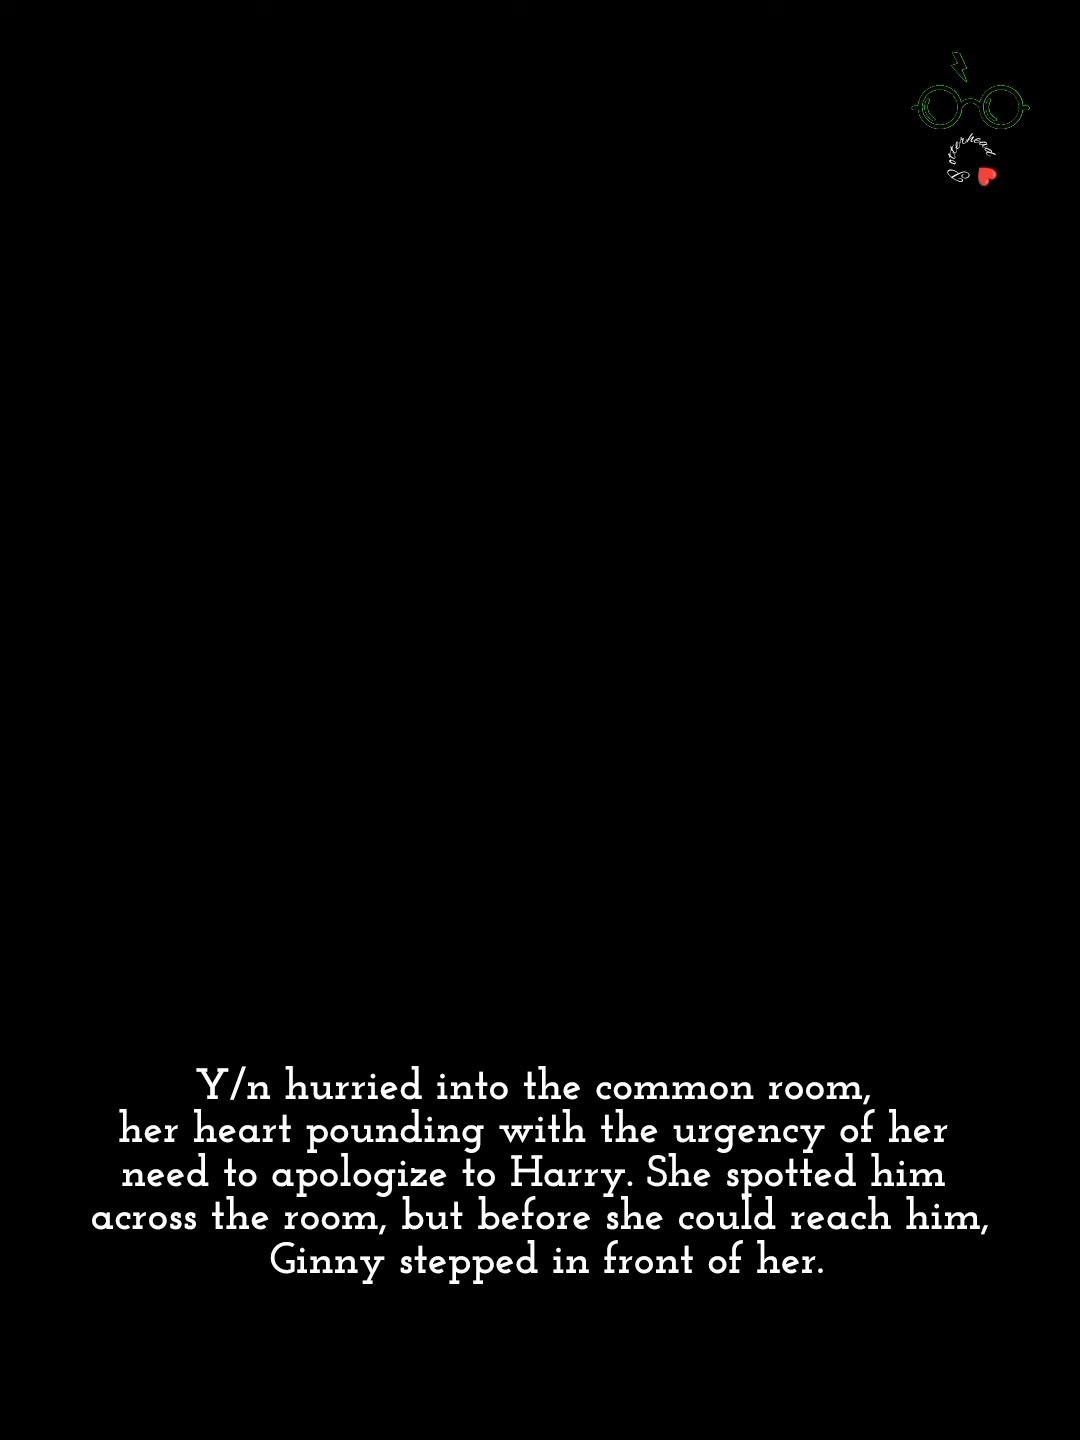 Potterhead
Y/n hurried into the common room,
her heart pounding with the urgency of her
need to apologize to Harry. She spotted him
across the room, but before she could reach him,
Ginny stepped in front of her.